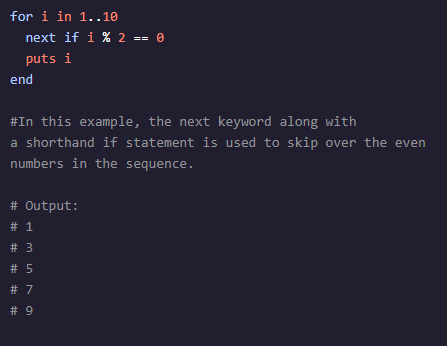 for i in 1..10
  next if i % 2 == 0
  puts i
end

#In this example, the next keyword along with
a shorthand if statement is used to skip over the even
numbers in the sequence.

# Output:
# 1
# 3
# 5
# 7
# 9